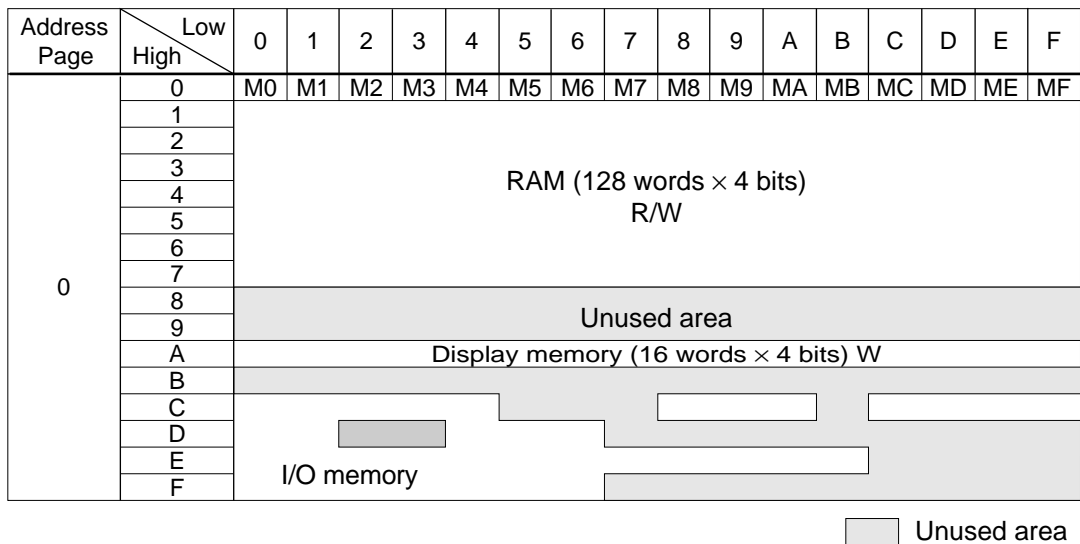 Address Page Low High 0 1 2 3 4 5 6 7 8 9 A B C D E F
0 M0 M1 M2 M3 M4 M5 M6 M7 M8 M9 MA MB MC MD ME MF
1
2
3
RAM (128 words × 4 bits)
4
R/W
5
6
7
0
8
Unused area
9
A Display memory (16 words × 4 bits) W
B
C
D
E
I/O memory
F
Unused area